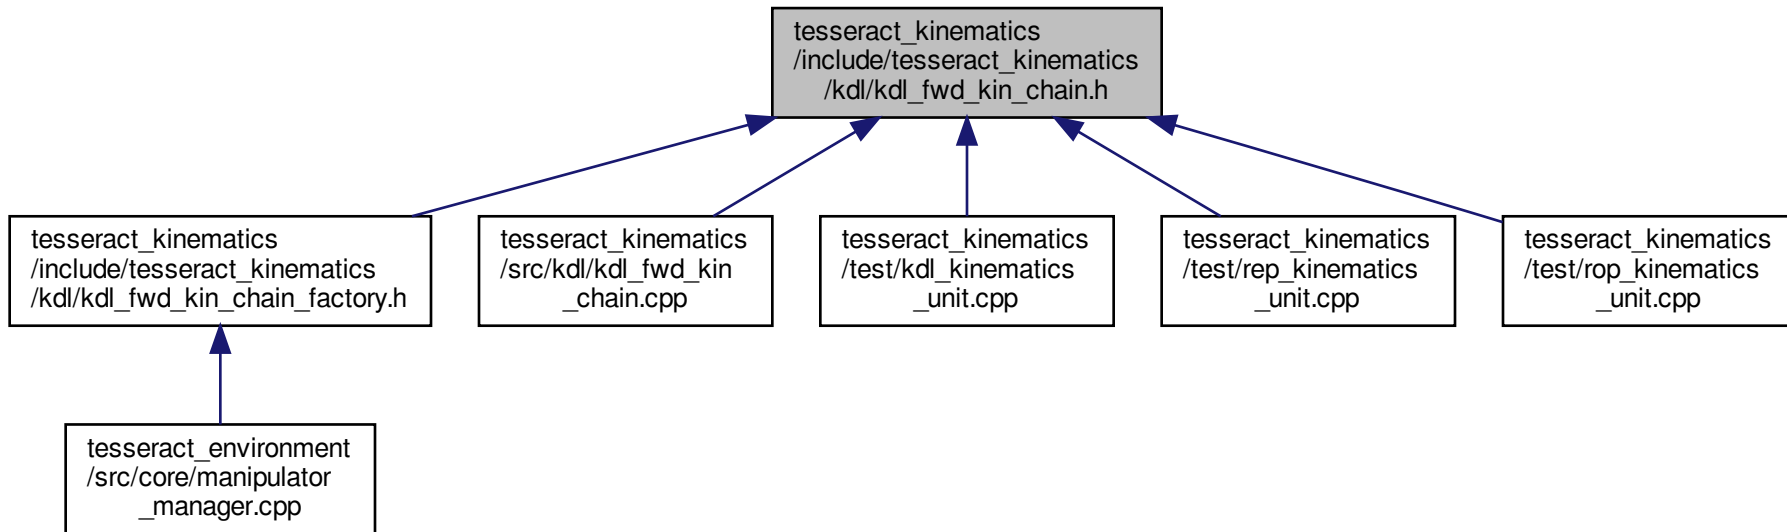 tesseract_kinematics
/include/tesseract_kinematics
/kdl/kdl_fwd_kin_chain.h
tesseract_kinematics
/include/tesseract_kinematics
/kdl/kdl_fwd_kin_chain_factory.h
tesseract_kinematics
/src/kdl/kdl_fwd_kin
_chain.cpp
tesseract_kinematics
/test/kdl_kinematics
_unit.cpp
tesseract_kinematics
/test/rep_kinematics
_unit.cpp
tesseract_kinematics
/test/rop_kinematics
_unit.cpp
tesseract_environment
/src/core/manipulator
_manager.cpp